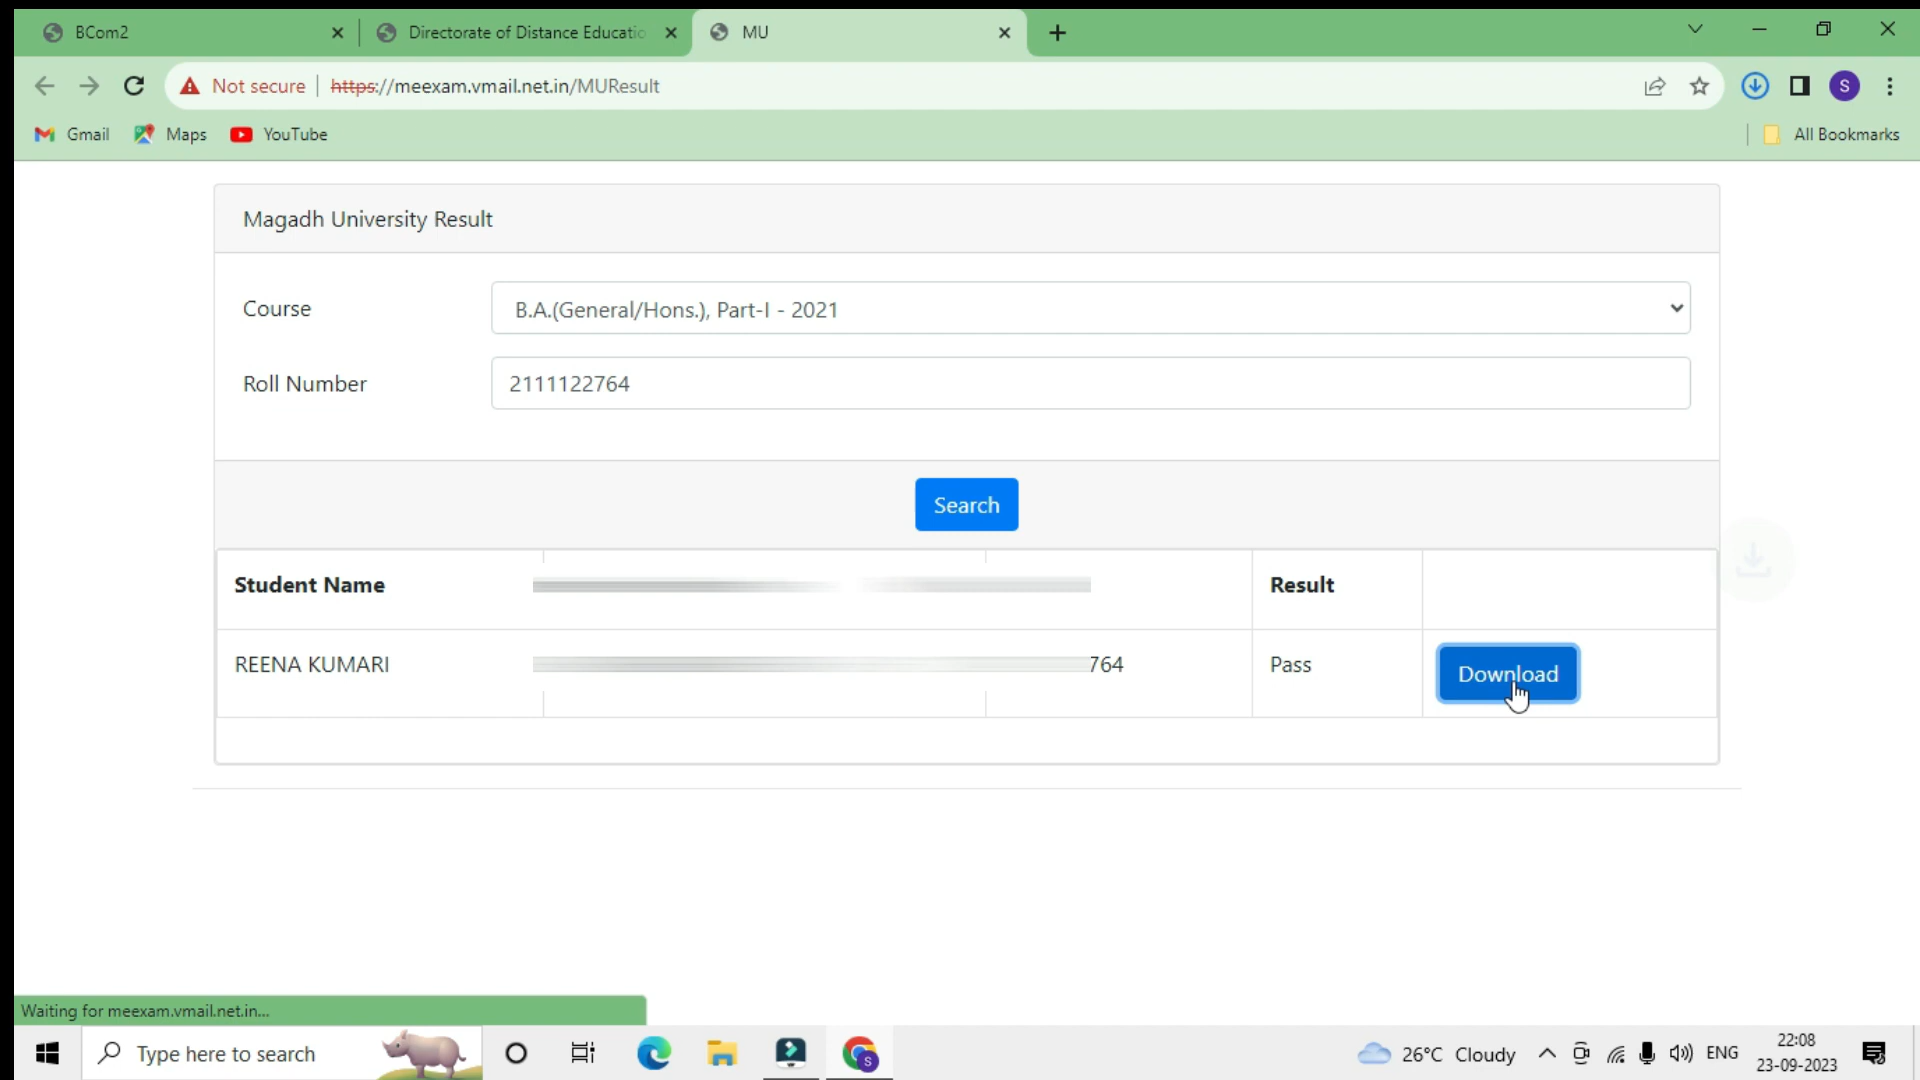 BCom2
Directorate of Distance Educatio
MU
Not secure
https://meexam.vmail.net.in/MUResult
S
Gmail
Maps
YouTube
All Bookmarks
Magadh University Result
Course
B.A.(General/Hons.), Part-I - 2021
Roll Number
2111122764
Search
Student Name
Result
REENA KUMARI
764
Pass
Download
Waiting for meexam.vmail.net.in...
Type here to search
S
26°C Cloudy
ENG
22:08
23-09-2023